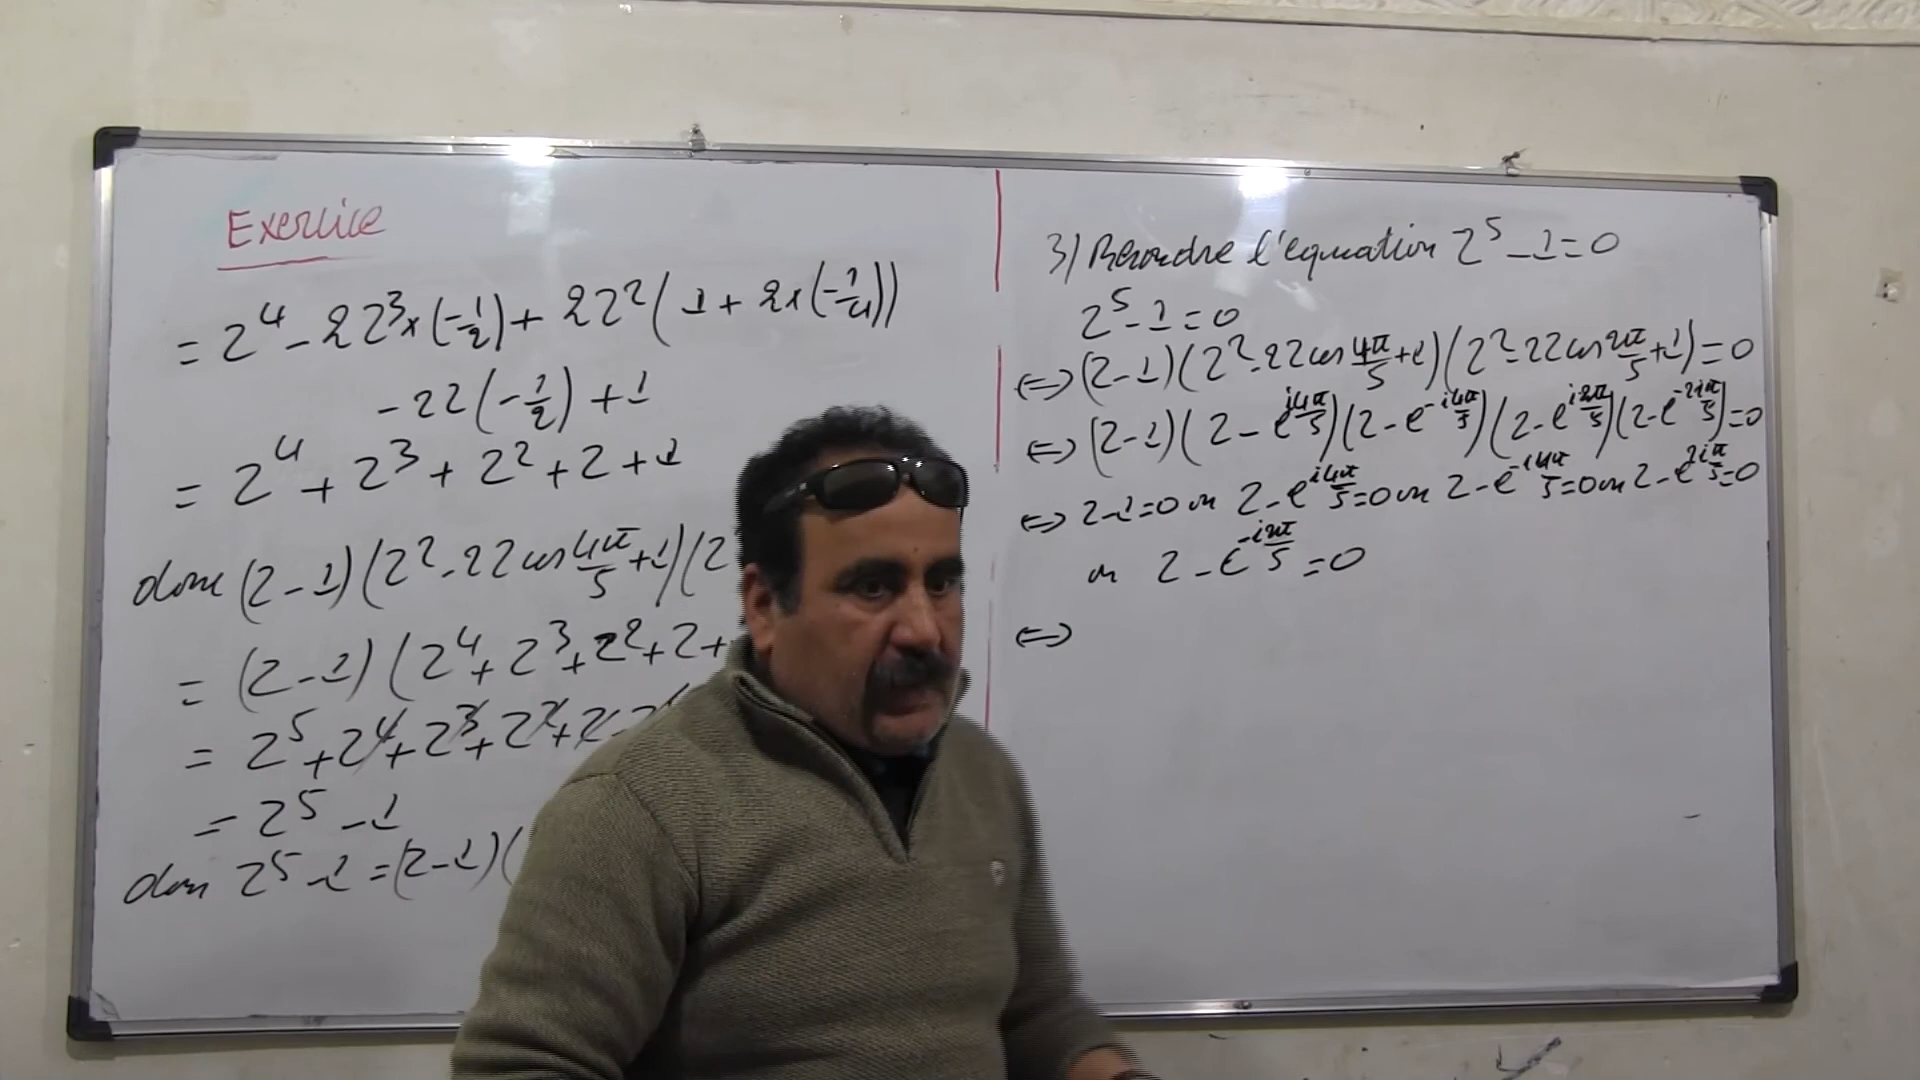 Exercice
= z⁴ - 2z³ × (-1/2) + 2z² (1 + 2 × (-1/4))
- 2z (-1/2) + 1
= z⁴ + z³ + z² + z + 1
donc (z - 1) (z² - 2z cos 4π/5 + 1) (z
= (z - 1) (z⁴ + z³ + z² + z +
= z⁵ + z⁴ + z³ + z² + z -
= z⁵ - 1
donc z⁵ - 1 = (z - 1) (
3) Resoudre l'equation z⁵ - 1 = 0
z⁵ - 1 = 0
⇔ (z - 1) (z² - 2z cos 4π/5 + 1) (z² - 2z cos 2π/5 + 1) = 0
⇔ (z - 1) (z - e^(i4π/5)) (z - e^(-i4π/5)) (z - e^(i2π/5)) (z - e^(-2iπ/5)) = 0
⇔ z - 1 = 0 ou z - e^(i4π/5) = 0 ou z - e^(-i4π/5) = 0 ou z - e^(2iπ/5) = 0
ou z - e^(-i2π/5) = 0
⇔